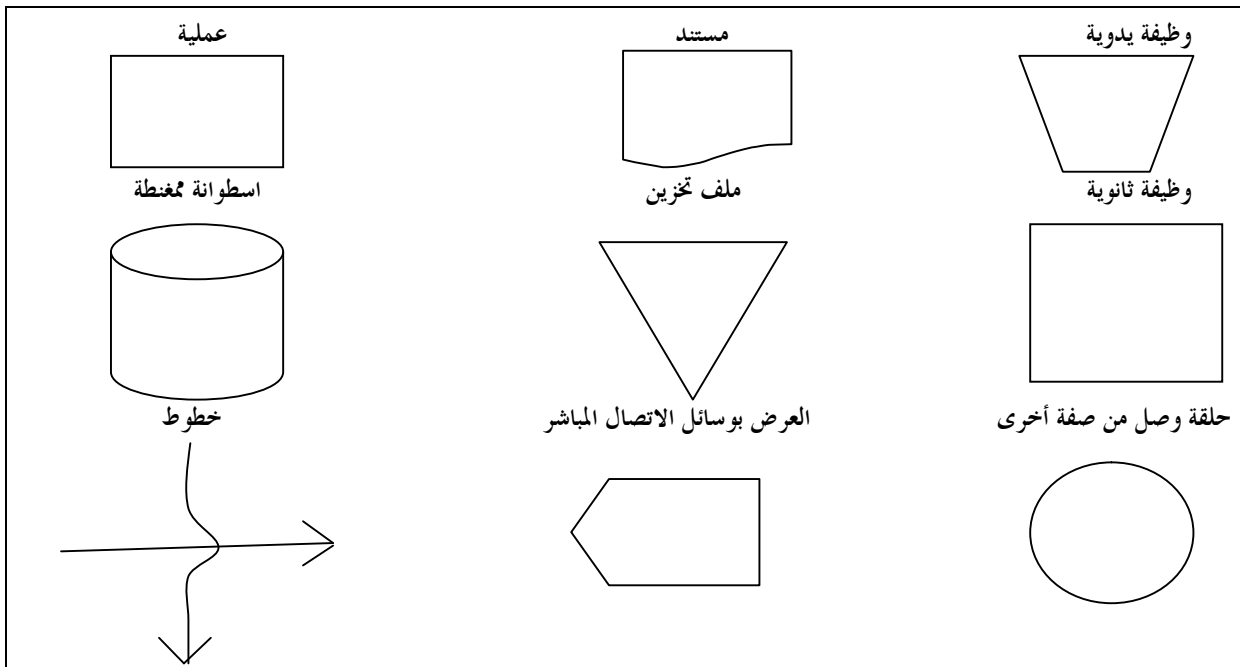 وظيفة يدوية
مستند
عملية
وظيفة ثانوية
ملف تخزين
اسطوانة ممغنطة
حلقة وصل من صفة أخرى
العرض بوسائل الاتصال المباشر
خطوط